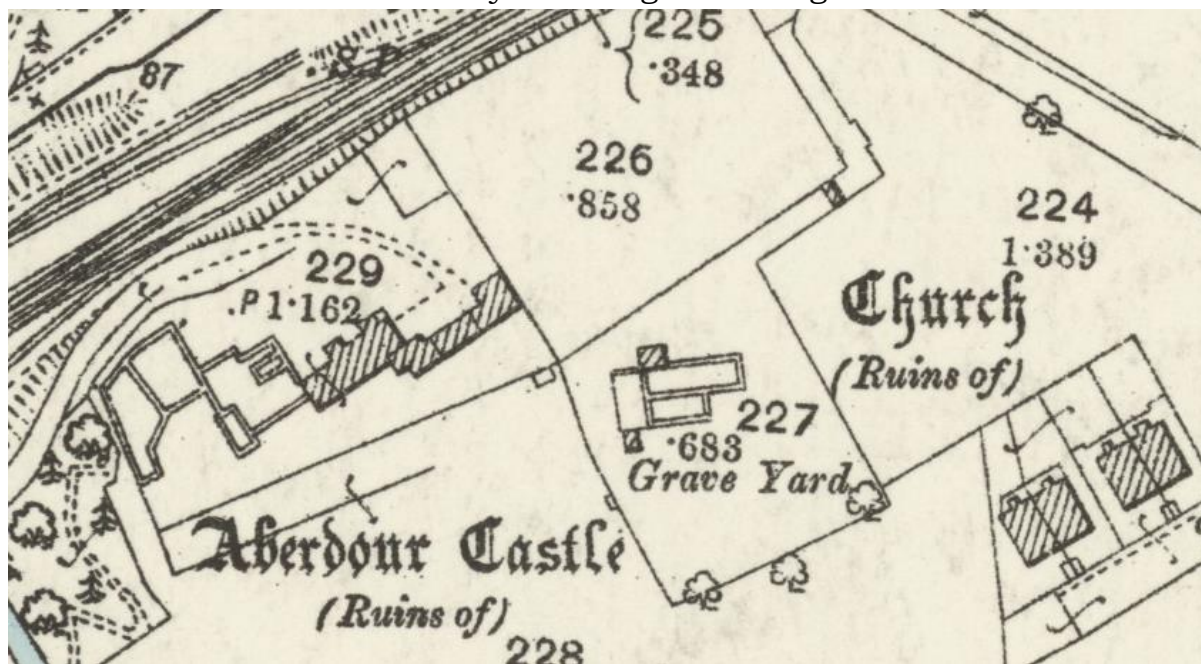 225
·348
87
S.P
226
·858
224
1·389
229
P 1·162
Church
(Ruins of)
227
·683
Grave Yard
Aberdour Castle
(Ruins of)
228